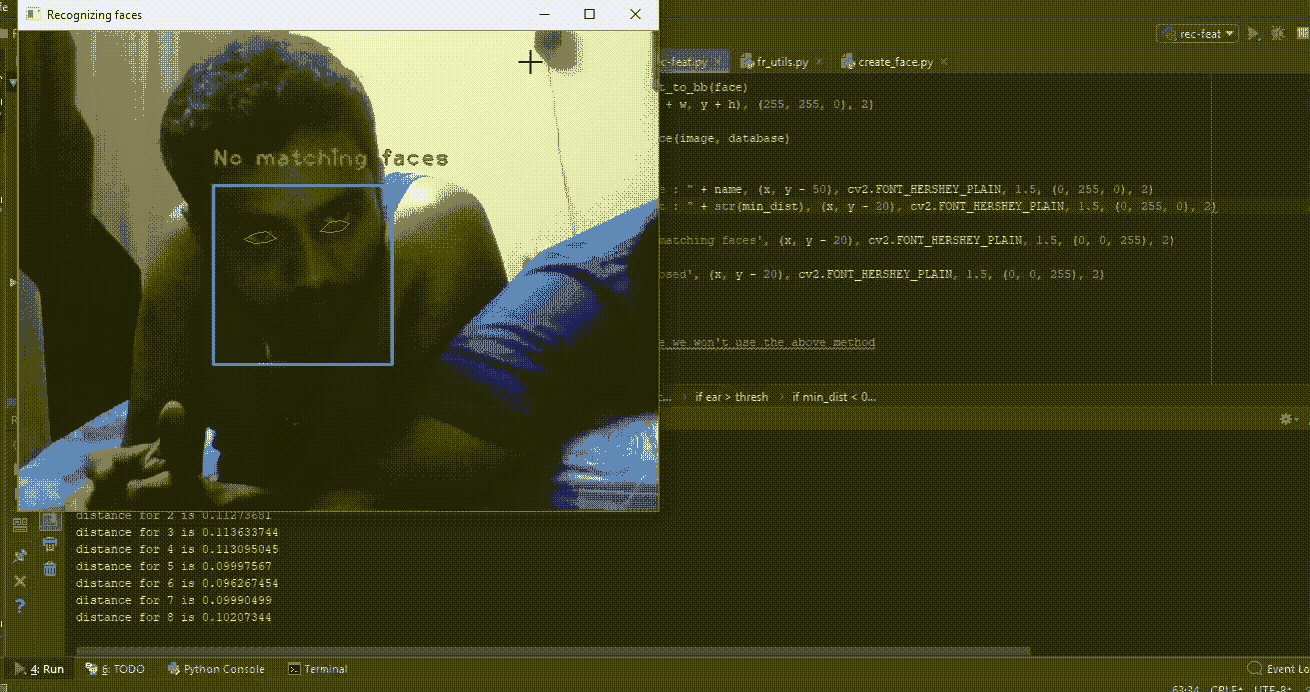 Recognizing faces
rec-feat
c-feat.py
fr_utils.py
create_face.py
t_to_bb(face)
+ w, y + h), (255, 255, 0), 2)
ce(image, database)
No matching faces
: " + name, (x, y - 50), cv2.FONT_HERSHEY_PLAIN, 1.5, (0, 255, 0), 2)
: " + str(min_dist), (x, y - 20), cv2.FONT_HERSHEY_PLAIN, 1.5, (0, 255, 0), 2)
matching faces', (x, y - 20), cv2.FONT_HERSHEY_PLAIN, 1.5, (0, 0, 255), 2)
osed', (x, y - 20), cv2.FONT_HERSHEY_PLAIN, 1.5, (0, 0, 255), 2)
e we won't use the above method
if ear > thresh
if min_dist < 0...
distance for 2 is 0.11273681
distance for 3 is 0.113633744
distance for 4 is 0.113095045
distance for 5 is 0.09997567
distance for 6 is 0.096267454
distance for 7 is 0.09990499
distance for 8 is 0.10207344
4: Run
6: TODO
Python Console
Terminal
Event Lo
63:34 CRLF UTF-8